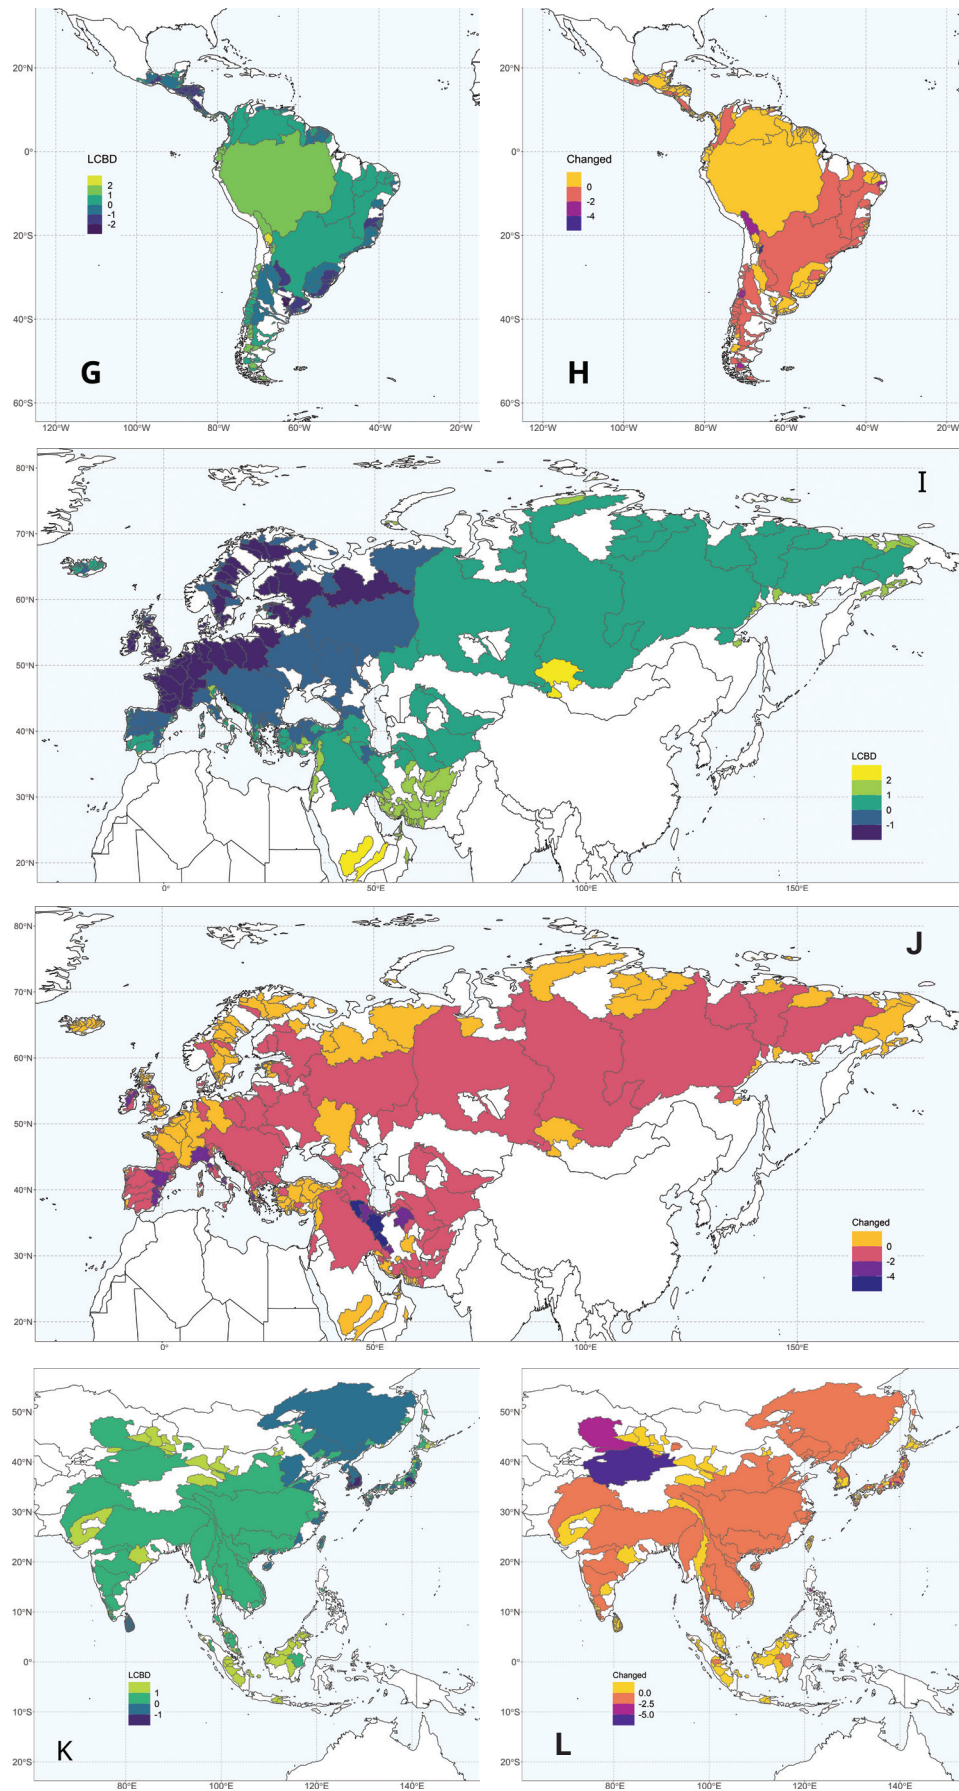 20°N
0°
20°S
40°S
60°S
LCBD
2
1
0
-1
-2
G
120°W 100°W 80°W 60°W 40°W 20°W
20°N
0°
20°S
40°S
60°S
Changed
0
-2
-4
H
120°W 100°W 80°W 60°W 40°W 20°W
80°N
70°N
60°N
50°N
40°N
30°N
20°N
I
LCBD
2
1
0
-1
0° 50°E 100°E 150°E
80°N
70°N
60°N
50°N
40°N
30°N
20°N
J
Changed
0
-2
-4
0° 50°E 100°E 150°E
50°N
40°N
30°N
20°N
10°N
0°
10°S
20°S
LCBD
1
0
-1
K
80°E 100°E 120°E 140°E
50°N
40°N
30°N
20°N
10°N
0°
10°S
20°S
Changed
0.0
-2.5
-5.0
L
80°E 100°E 120°E 140°E